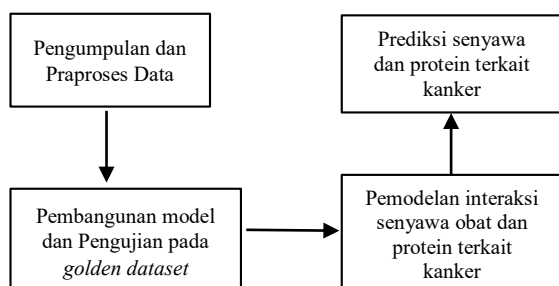 Pengumpulan dan
Praproses Data
Pembangunan model
dan Pengujian pada
golden dataset
Pemodelan interaksi
senyawa obat dan
protein terkait
kanker
Prediksi senyawa
dan protein terkait
kanker